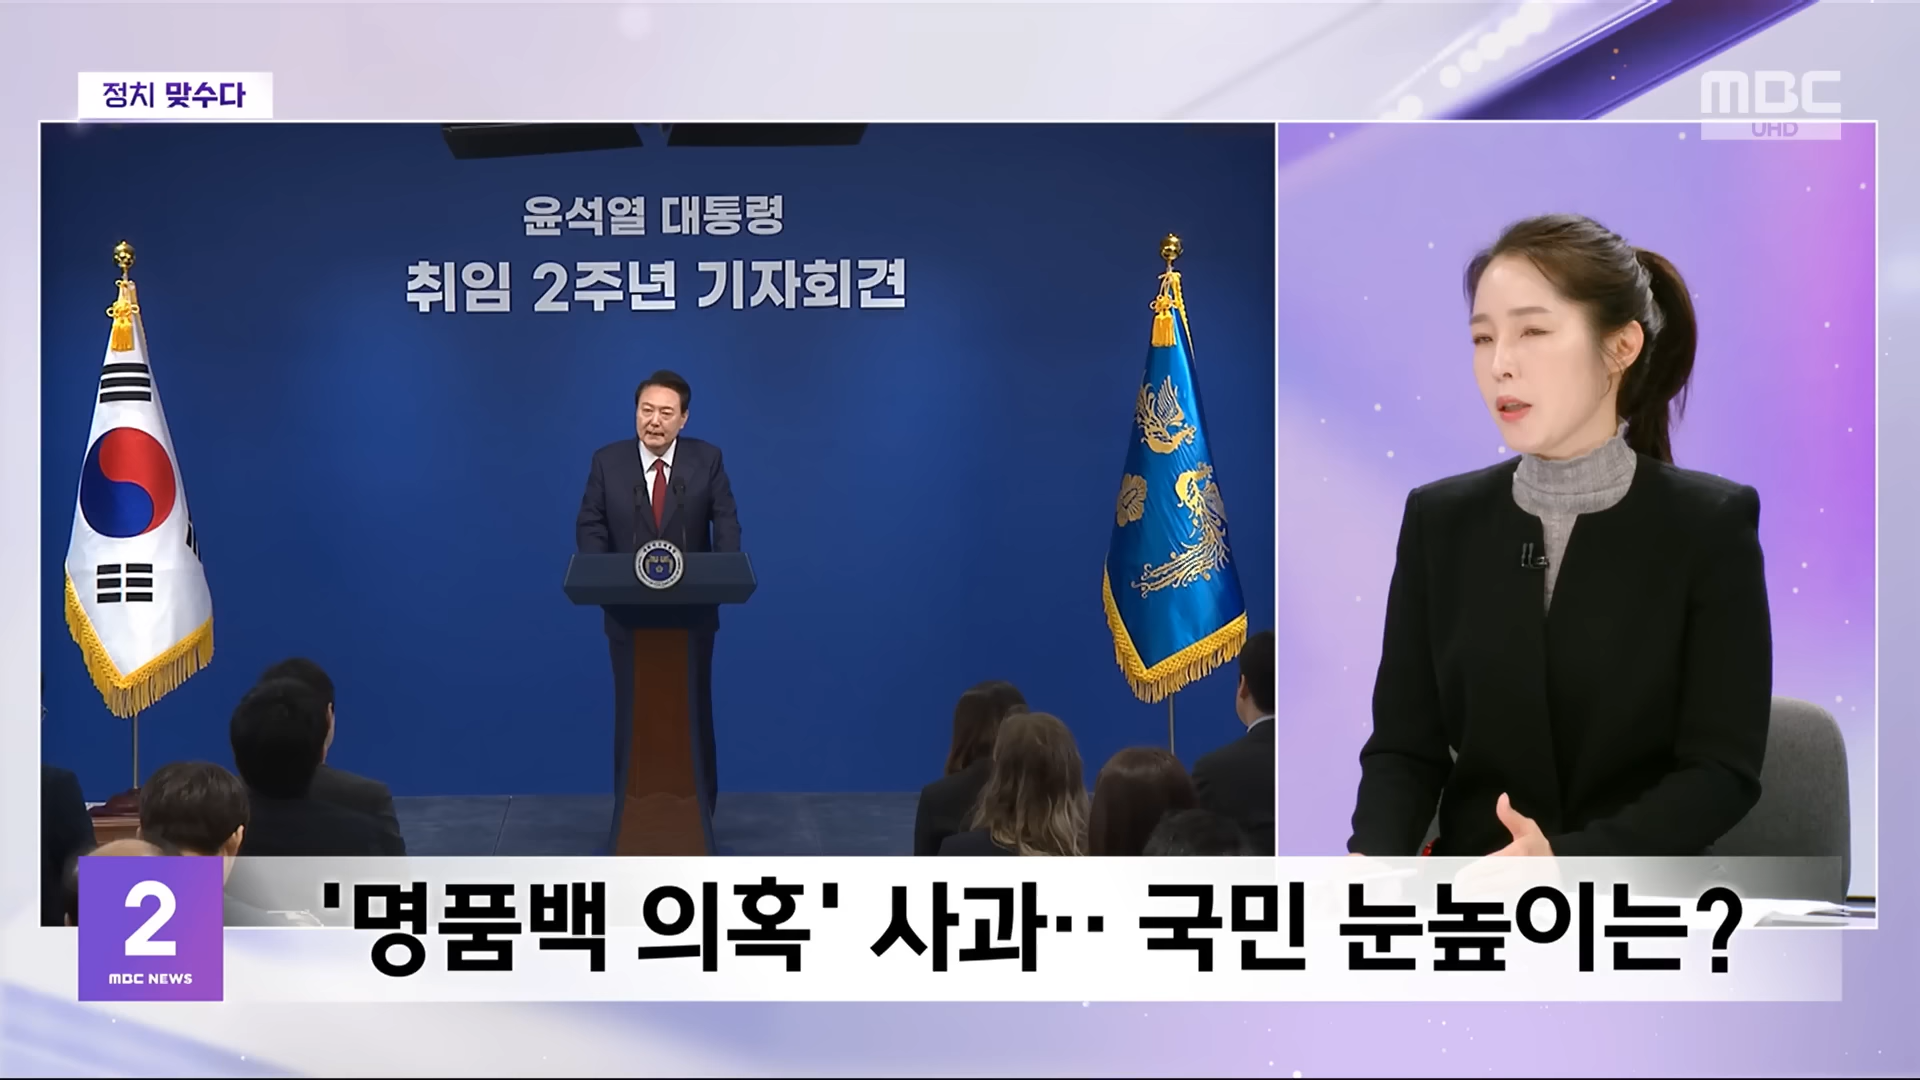 정치 맞수다
MBC
UHD
윤석열 대통령
취임 2주년 기자회견
2
MBC NEWS
'명품백 의혹' 사과‥ 국민 눈높이는?